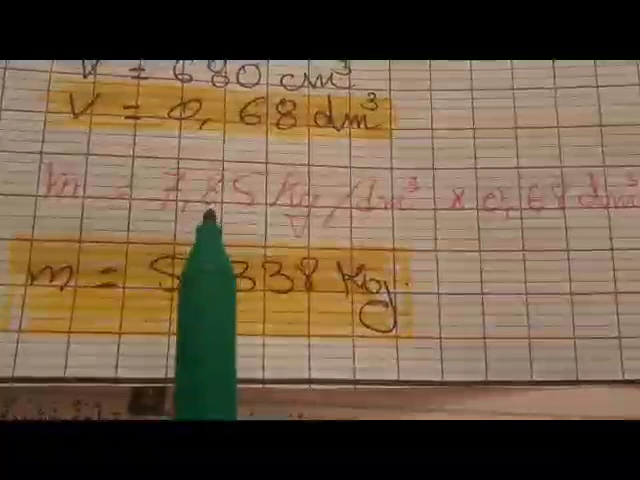 V = 680 cm³
V = 0,68 dm³
m = 7,85 Kg/dm³ x 0,68 dm³
m = 5,338 Kg